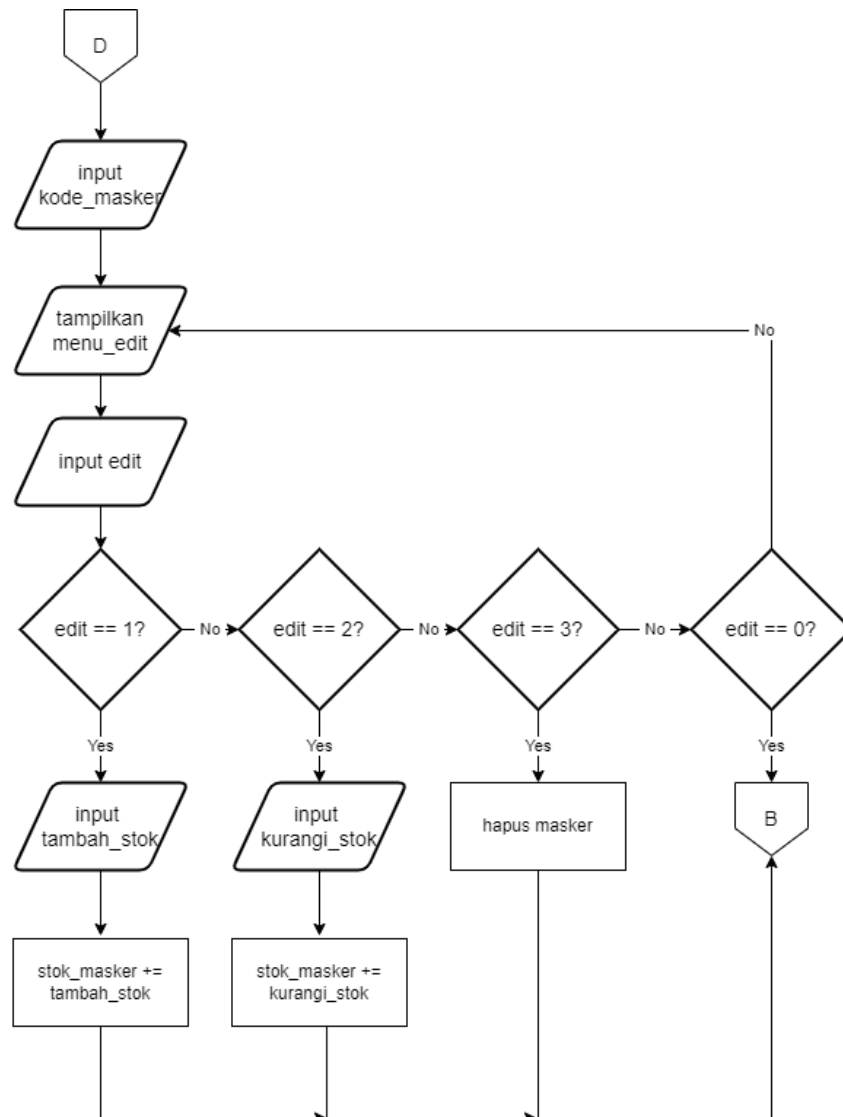 D
input
kode_masker
tampilkan
menu_edit
No
input edit
edit == 1?
No
edit == 2?
No
edit == 3?
No
edit == 0?
Yes
Yes
Yes
Yes
input
tambah_stok
input
kurangi_stok
hapus masker
B
stok_masker +=
tambah_stok
stok_masker +=
kurangi_stok